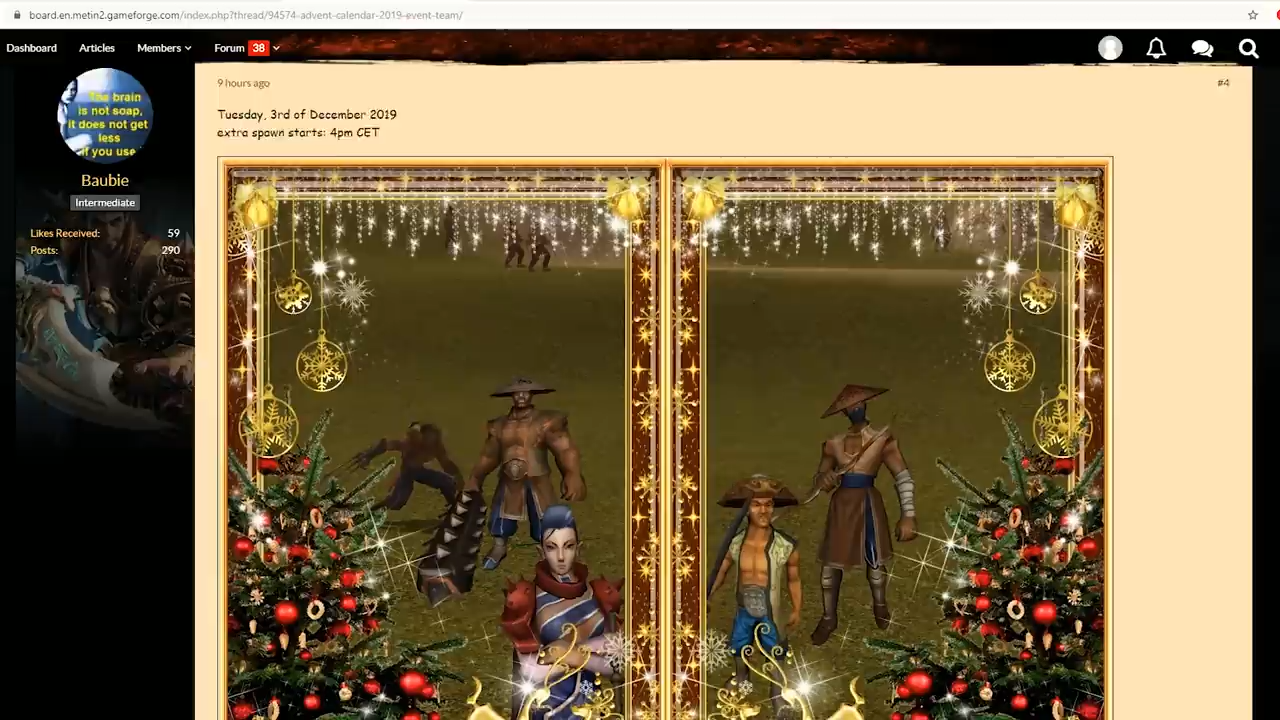 board.en.metin2.gameforge.com/index.php?thread/94574-advent-calendar-2019-event-team/
Dashboard Articles Members Forum 38
The brain
is not soap,
it does not get
less
if you use
Baubie
Intermediate
Likes Received: 59
Posts: 290
9 hours ago #4
Tuesday, 3rd of December 2019
extra spawn starts: 4pm CET